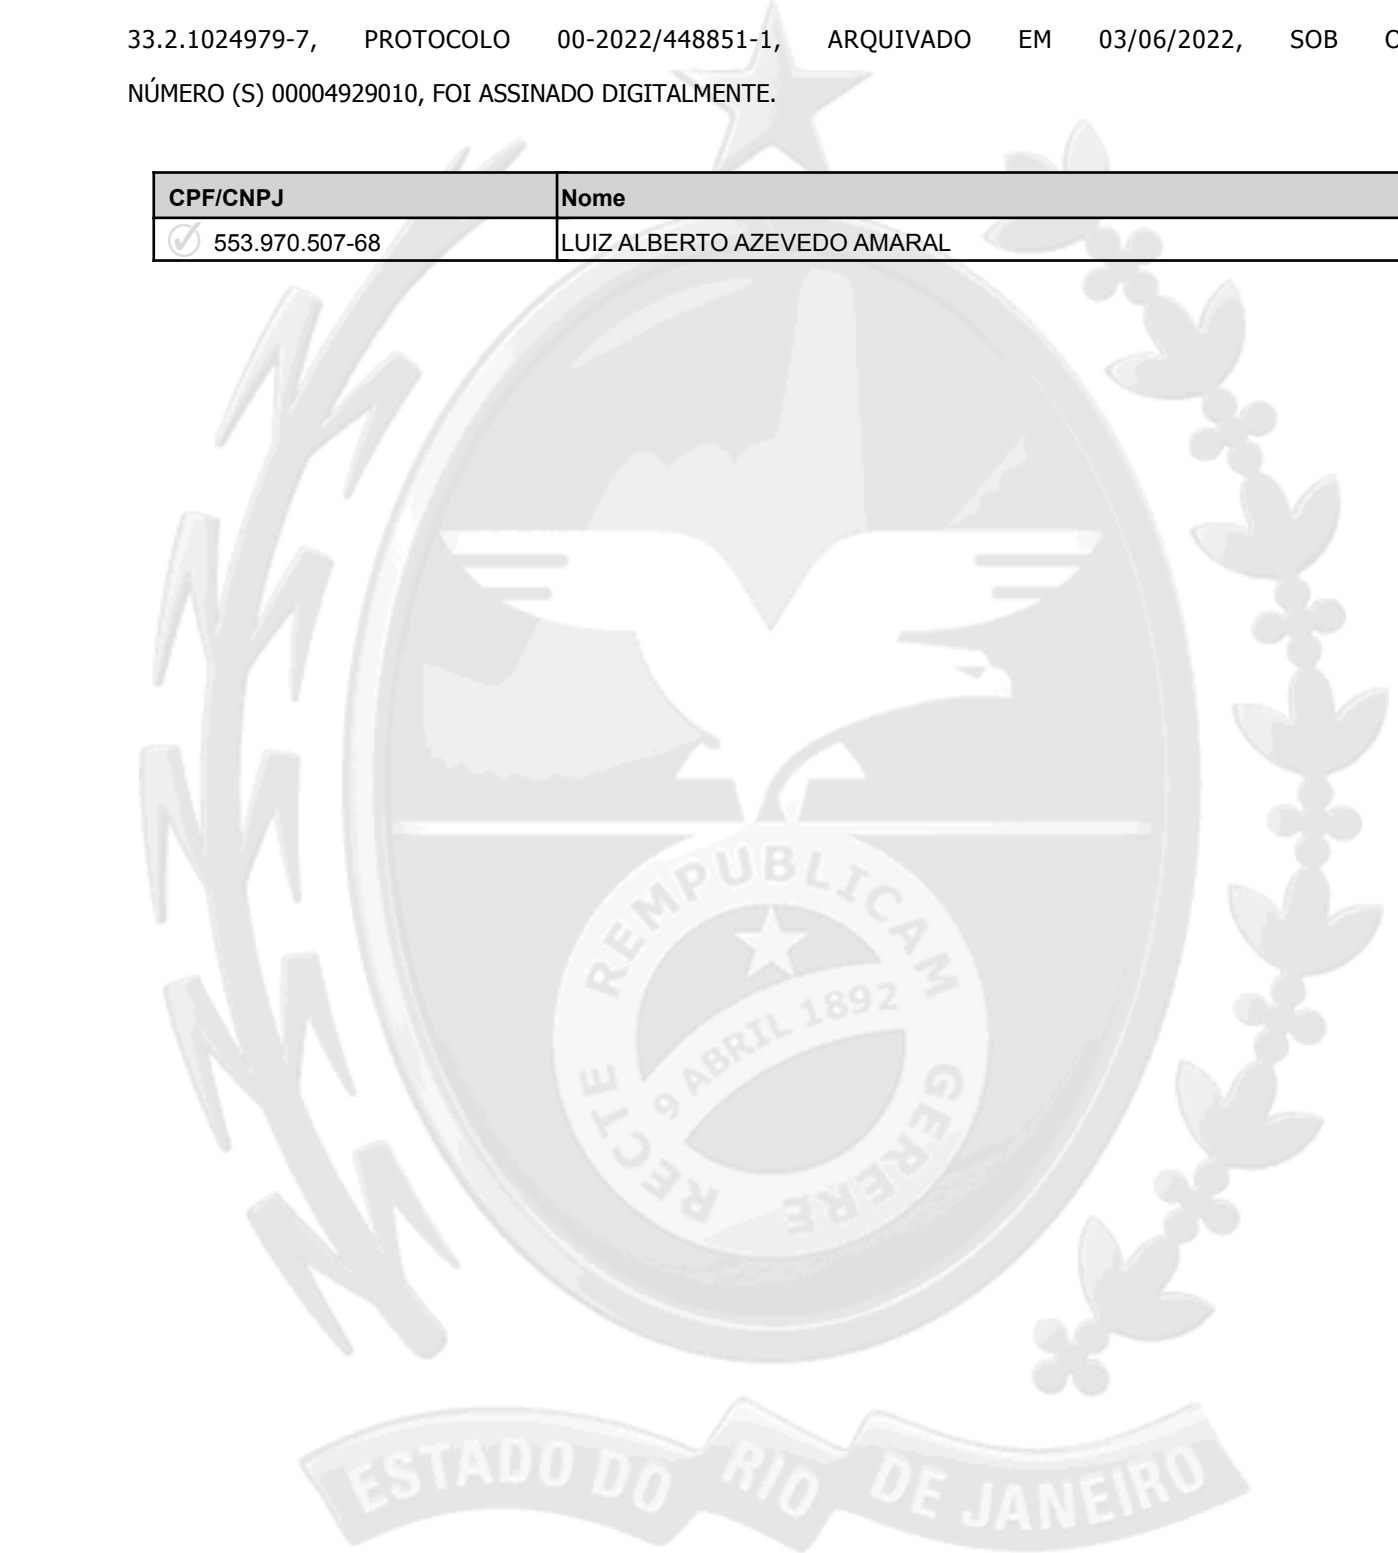 33.2.1024979-7, PROTOCOLO 00-2022/448851-1, ARQUIVADO EM 03/06/2022, SOB O
NÚMERO (S) 00004929010, FOI ASSINADO DIGITALMENTE.
CPF/CNPJ Nome
553.970.507-68 LUIZ ALBERTO AZEVEDO AMARAL
RECTE REMPUBLICAM GERERE
9 ABRIL 1892
ESTADO DO RIO DE JANEIRO